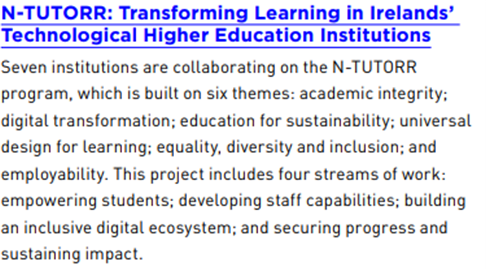 N-TUTORR: Transforming Learning in Irelands’
Technological Higher Education Institutions
Seven institutions are collaborating on the N-TUTORR
program, which is built on six themes: academic integrity;
digital transformation; education for sustainability; universal
design for learning; equality, diversity and inclusion; and
employability. This project includes four streams of work:
empowering students; developing staff capabilities; building
an inclusive digital ecosystem; and securing progress and
sustaining impact.